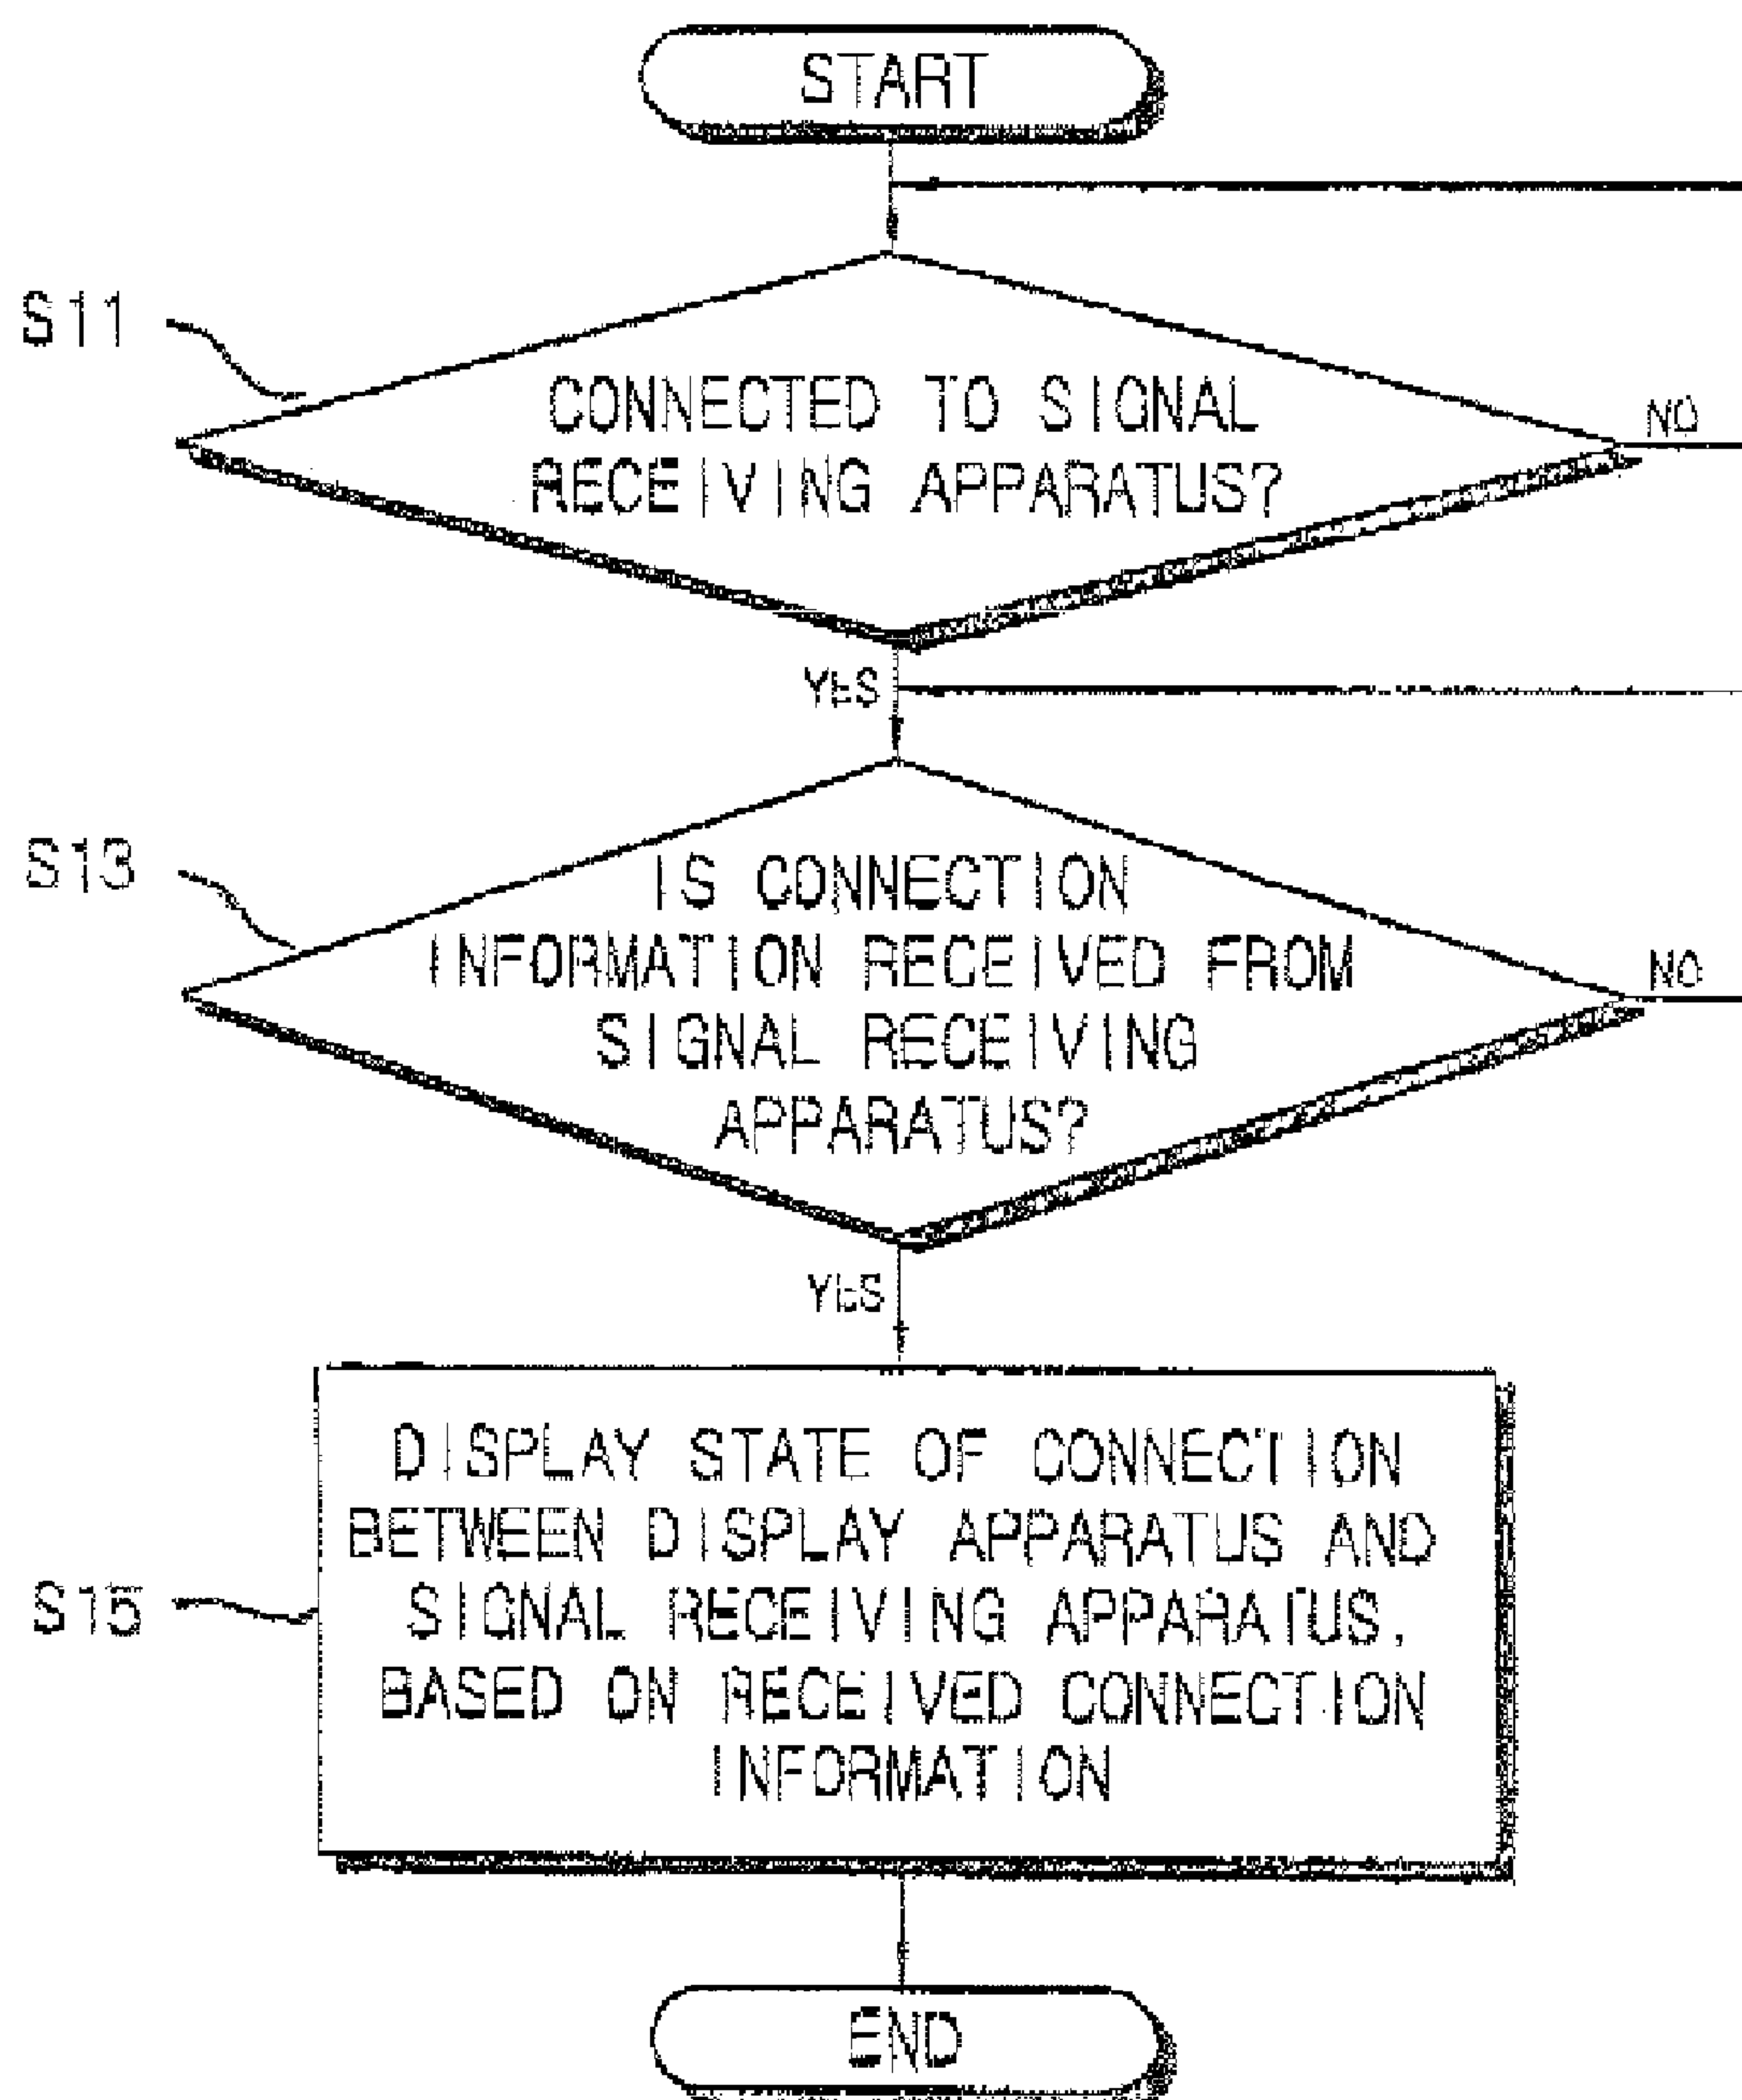 START
S11
CONNECTED TO SIGNAL
RECEIVING APPARATUS?
NO
YES
S13
IS CONNECTION
INFORMATION RECEIVED FROM
SIGNAL RECEIVING
APPARATUS?
NO
YES
S15
DISPLAY STATE OF CONNECTION
BETWEEN DISPLAY APPARATUS AND
SIGNAL RECEIVING APPARATUS,
BASED ON RECEIVED CONNECTION
INFORMATION
END